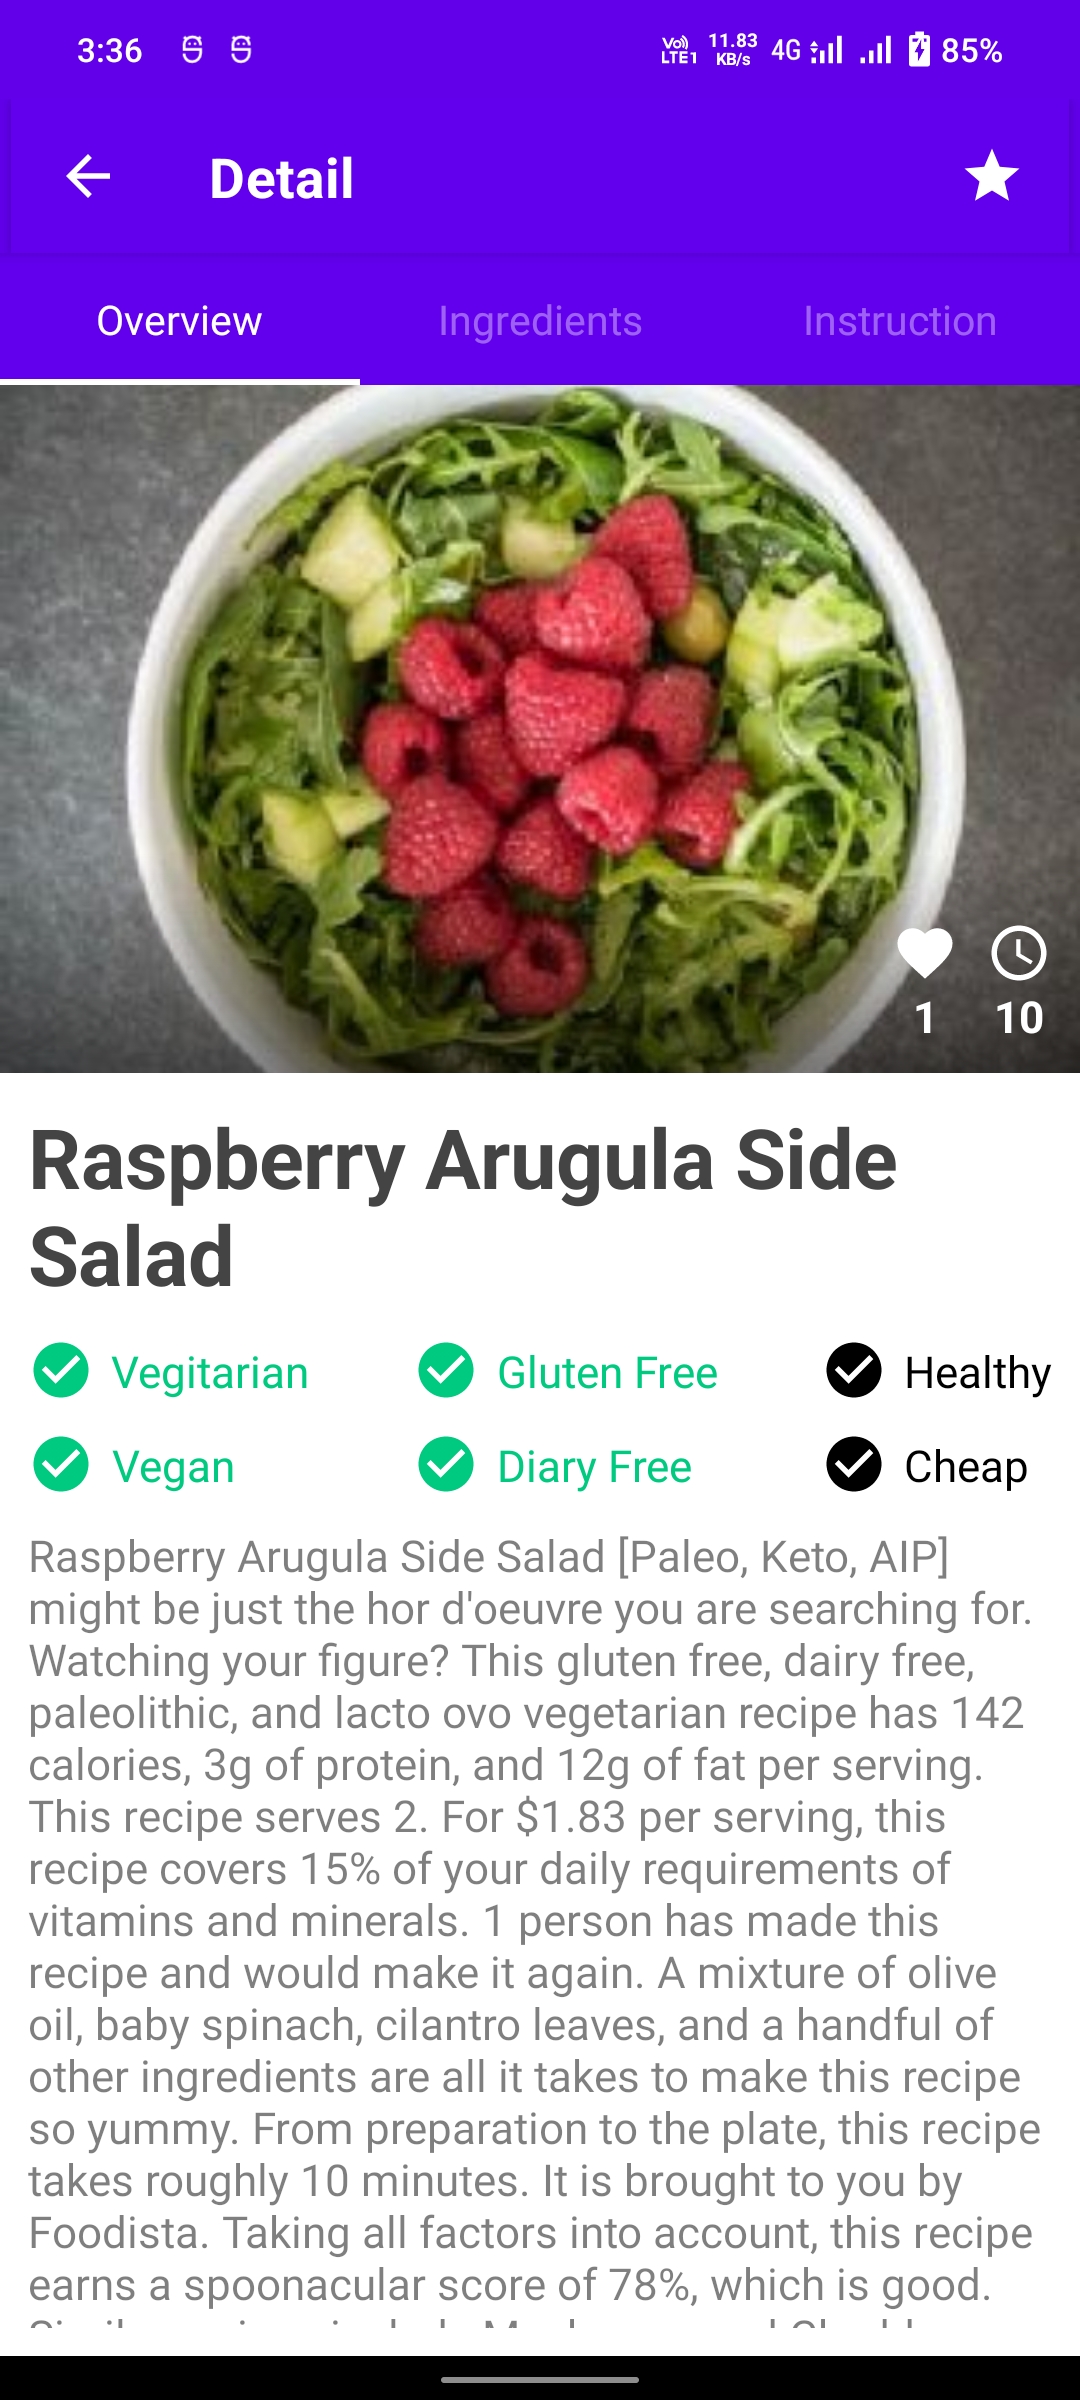 3:36
Vo)) LTE1 11.83 KB/s 4G 85%
Detail
Overview Ingredients Instruction
1 10
Raspberry Arugula Side
Salad
Vegitarian Gluten Free Healthy
Vegan Diary Free Cheap
Raspberry Arugula Side Salad [Paleo, Keto, AIP]
might be just the hor d'oeuvre you are searching for.
Watching your figure? This gluten free, dairy free,
paleolithic, and lacto ovo vegetarian recipe has 142
calories, 3g of protein, and 12g of fat per serving.
This recipe serves 2. For $1.83 per serving, this
recipe covers 15% of your daily requirements of
vitamins and minerals. 1 person has made this
recipe and would make it again. A mixture of olive
oil, baby spinach, cilantro leaves, and a handful of
other ingredients are all it takes to make this recipe
so yummy. From preparation to the plate, this recipe
takes roughly 10 minutes. It is brought to you by
Foodista. Taking all factors into account, this recipe
earns a spoonacular score of 78%, which is good.